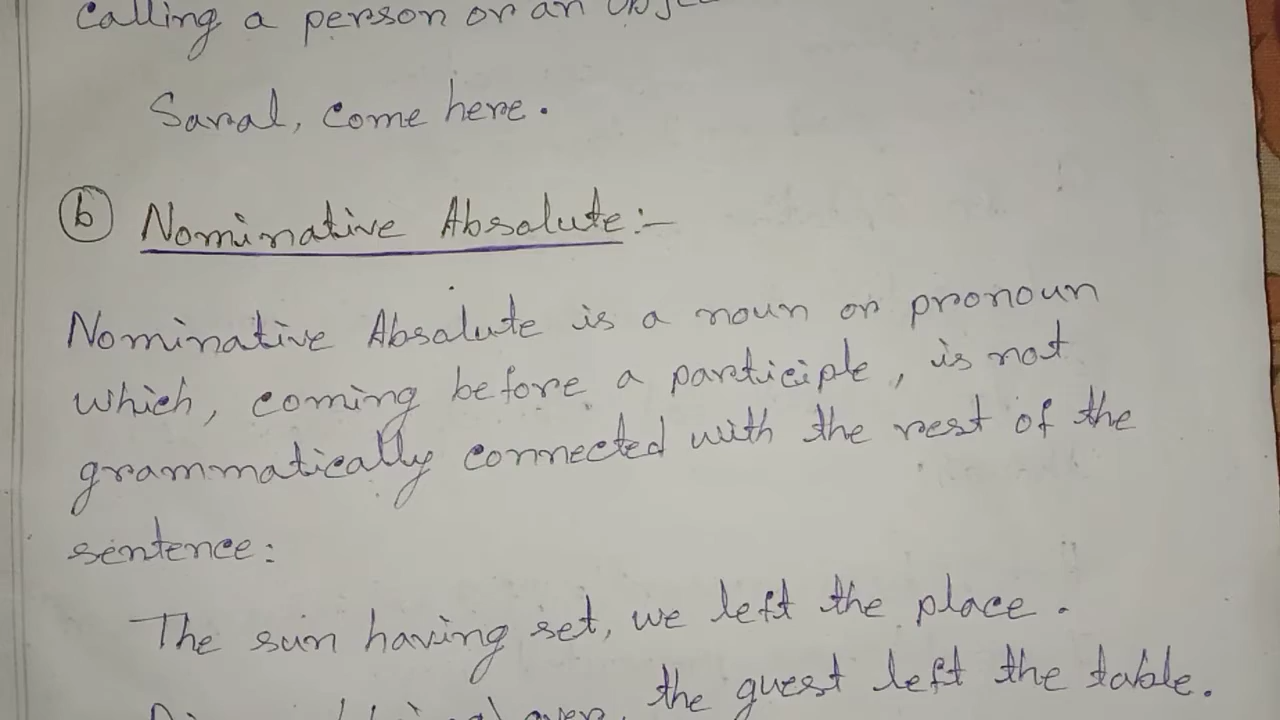 calling a person or an
Saral, come here.
(b) Nominative Absolute:-
Nominative Absolute is a noun or pronoun
which, coming before a participle, is not
grammatically connected with the rest of the
sentence:
The sun having set, we left the place.
over, the guest left the table.